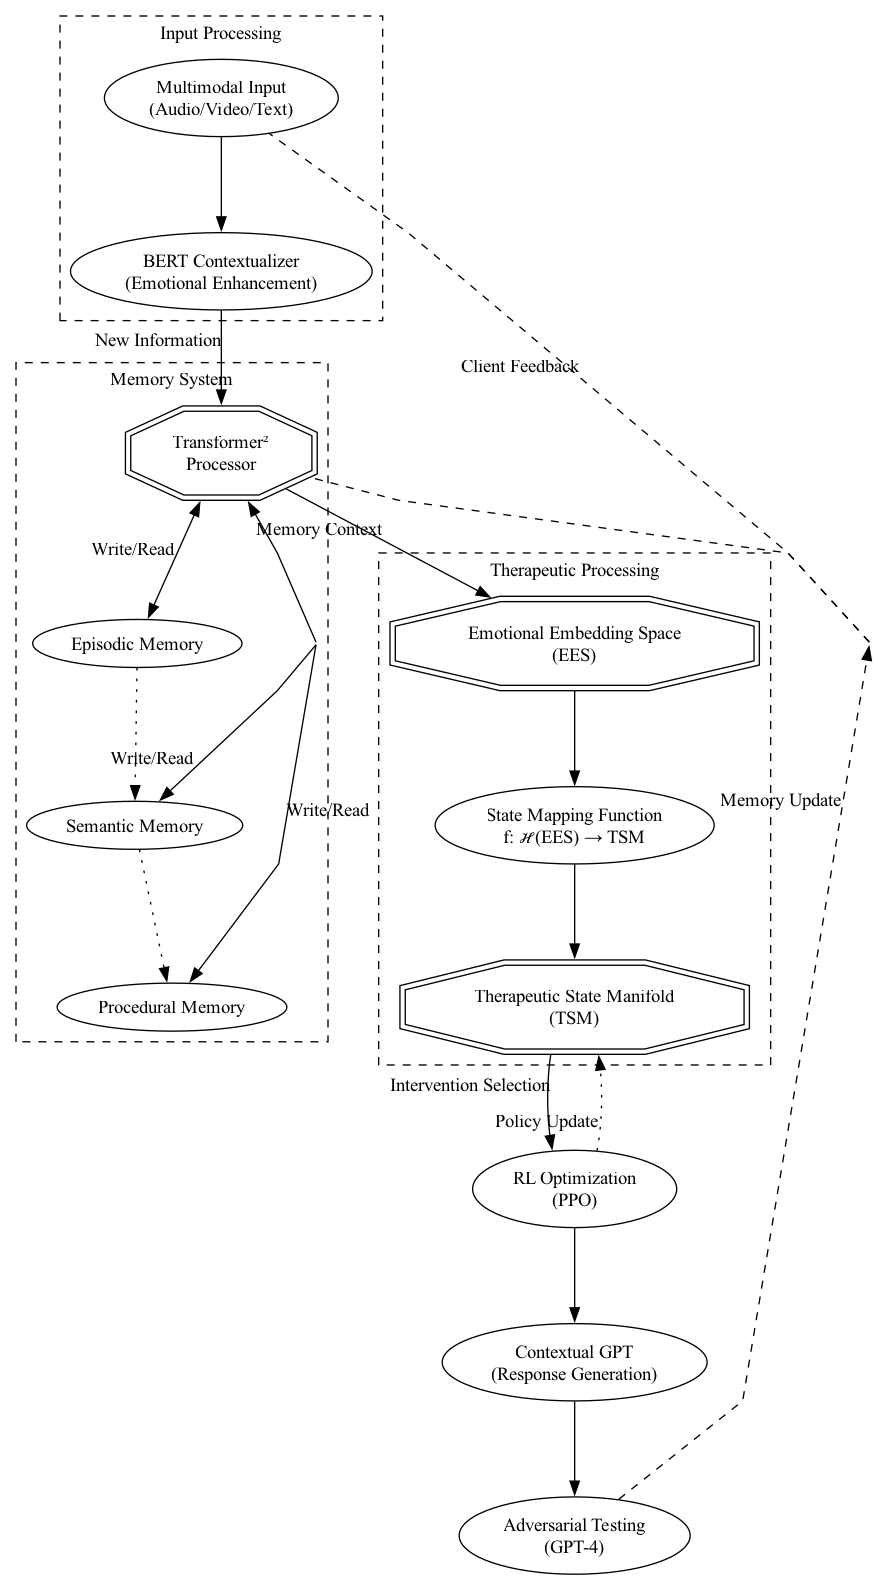 Input Processing
Multimodal Input
(Audio/Video/Text)
BERT Contextualizer
(Emotional Enhancement)
New Information
Client Feedback
Memory System
Transformer²
Processor
Memory Context
Write/Read
Therapeutic Processing
Episodic Memory
Emotional Embedding Space
(EES)
Write/Read
Write/Read
Memory Update
Semantic Memory
State Mapping Function
f: ℋ(EES) → TSM
Procedural Memory
Therapeutic State Manifold
(TSM)
Intervention Selection
Policy Update
RL Optimization
(PPO)
Contextual GPT
(Response Generation)
Adversarial Testing
(GPT-4)